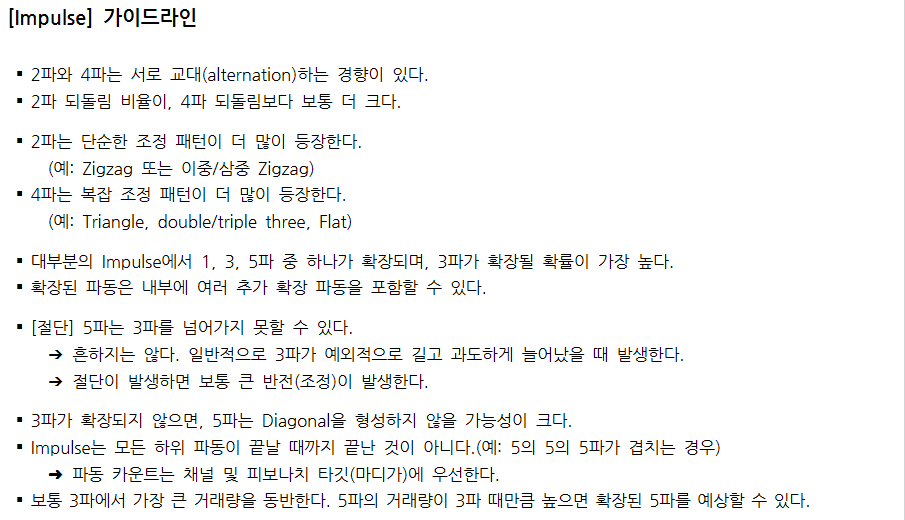 [Impulse] 가이드라인
▪ 2파와 4파는 서로 교대(alternation)하는 경향이 있다.
▪ 2파 되돌림 비율이, 4파 되돌림보다 보통 더 크다.
▪ 2파는 단순한 조정 패턴이 더 많이 등장한다.
(예: Zigzag 또는 이중/삼중 Zigzag)
▪ 4파는 복잡 조정 패턴이 더 많이 등장한다.
(예: Triangle, double/triple three, Flat)
▪ 대부분의 Impulse에서 1, 3, 5파 중 하나가 확장되며, 3파가 확장될 확률이 가장 높다.
▪ 확장된 파동은 내부에 여러 추가 확장 파동을 포함할 수 있다.
▪ [절단] 5파는 3파를 넘어가지 못할 수 있다.
➔ 흔하지는 않다. 일반적으로 3파가 예외적으로 길고 과도하게 늘어났을 때 발생한다.
➔ 절단이 발생하면 보통 큰 반전(조정)이 발생한다.
▪ 3파가 확장되지 않으면, 5파는 Diagonal을 형성하지 않을 가능성이 크다.
▪ Impulse는 모든 하위 파동이 끝날 때까지 끝난 것이 아니다.(예: 5의 5의 5파가 겹치는 경우)
➔ 파동 카운트는 채널 및 피보나치 타깃(마디가)에 우선한다.
▪ 보통 3파에서 가장 큰 거래량을 동반한다. 5파의 거래량이 3파 때만큼 높으면 확장된 5파를 예상할 수 있다.